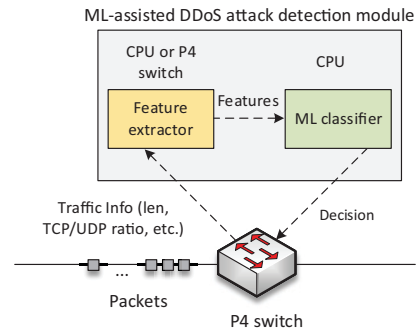 ML-assisted DDoS attack detection module
CPU or P4
switch
CPU
Feature
extractor
Features
ML classifier
Traffic Info (len,
TCP/UDP ratio, etc.)
Decision
...
Packets
P4 switch